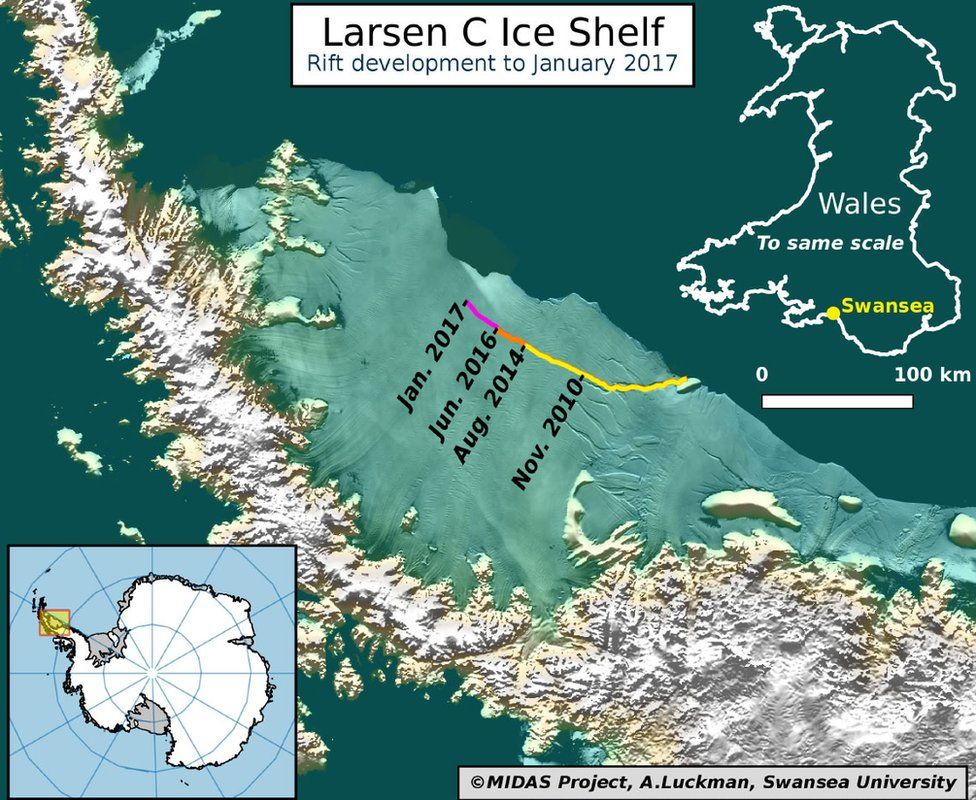 Larsen C Ice Shelf
Rift development to January 2017
Wales
To same scale
Swansea
0 100 km
Jan. 2017-
Jun. 2016-
Aug. 2014-
Nov. 2010-
©MIDAS Project, A.Luckman, Swansea University